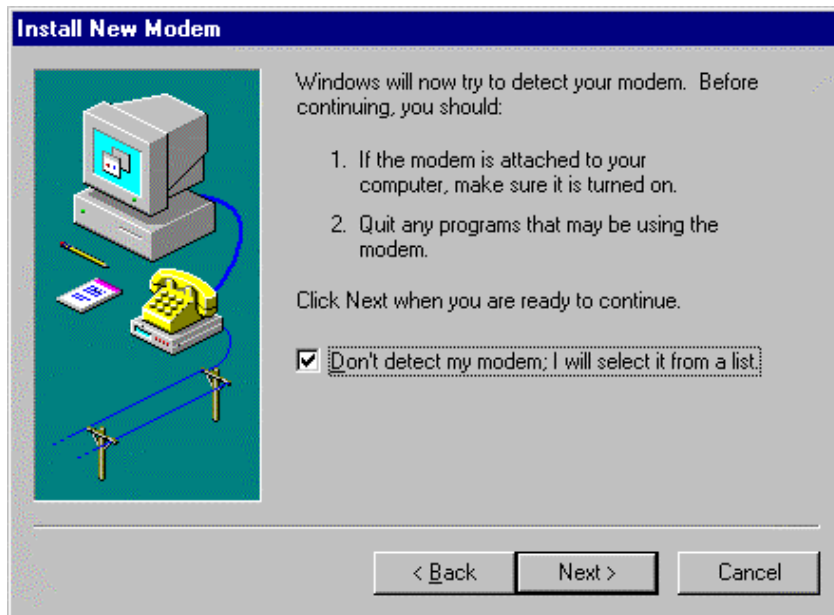 Install New Modem
Windows will now try to detect your modem. Before
continuing, you should:
1. If the modem is attached to your
computer, make sure it is turned on.
2. Quit any programs that may be using the
modem.
Click Next when you are ready to continue.
Don't detect my modem; I will select it from a list.
< Back
Next >
Cancel